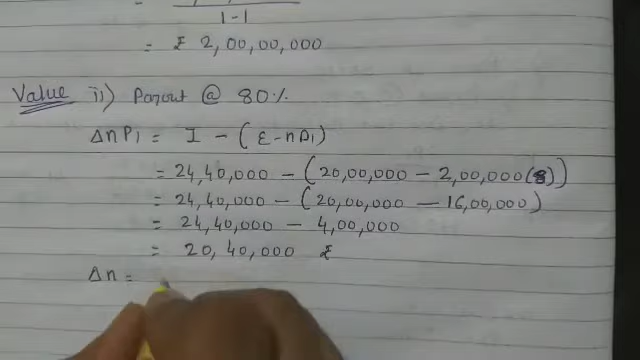 =
1-1
= ₹ 2,00,00,000
Value ii) Payout @ 80%
Δn P1 = I - (E - nD1)
= 24,40,000 - (20,00,000 - 2,00,000(8))
= 24,40,000 - (20,00,000 - 16,00,000)
= 24,40,000 - 4,00,000
= 20,40,000 ₹
Δn =